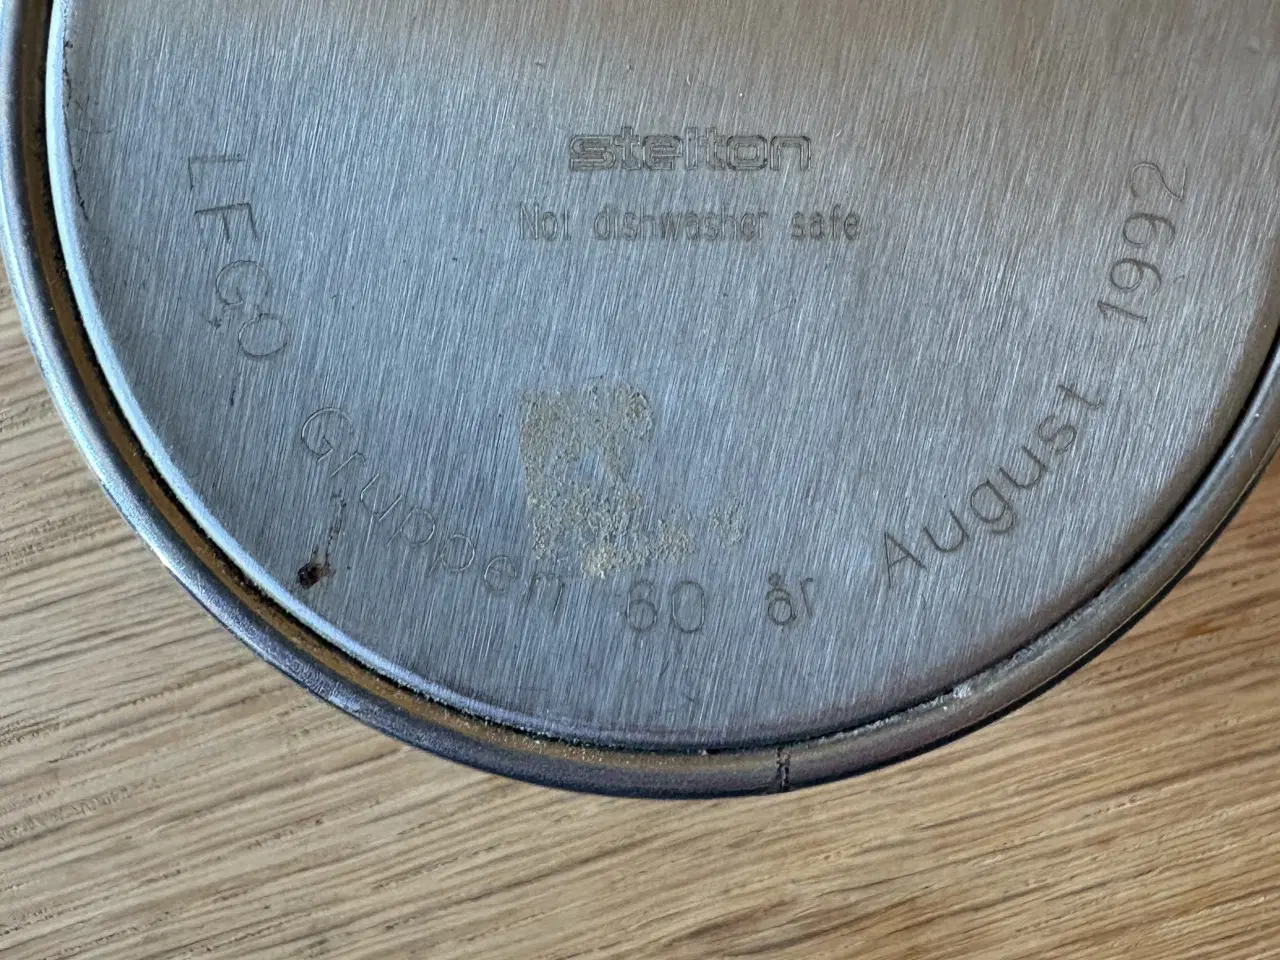 stelton
Not dishwasher safe
LEGO Gruppen 60 år August 1992